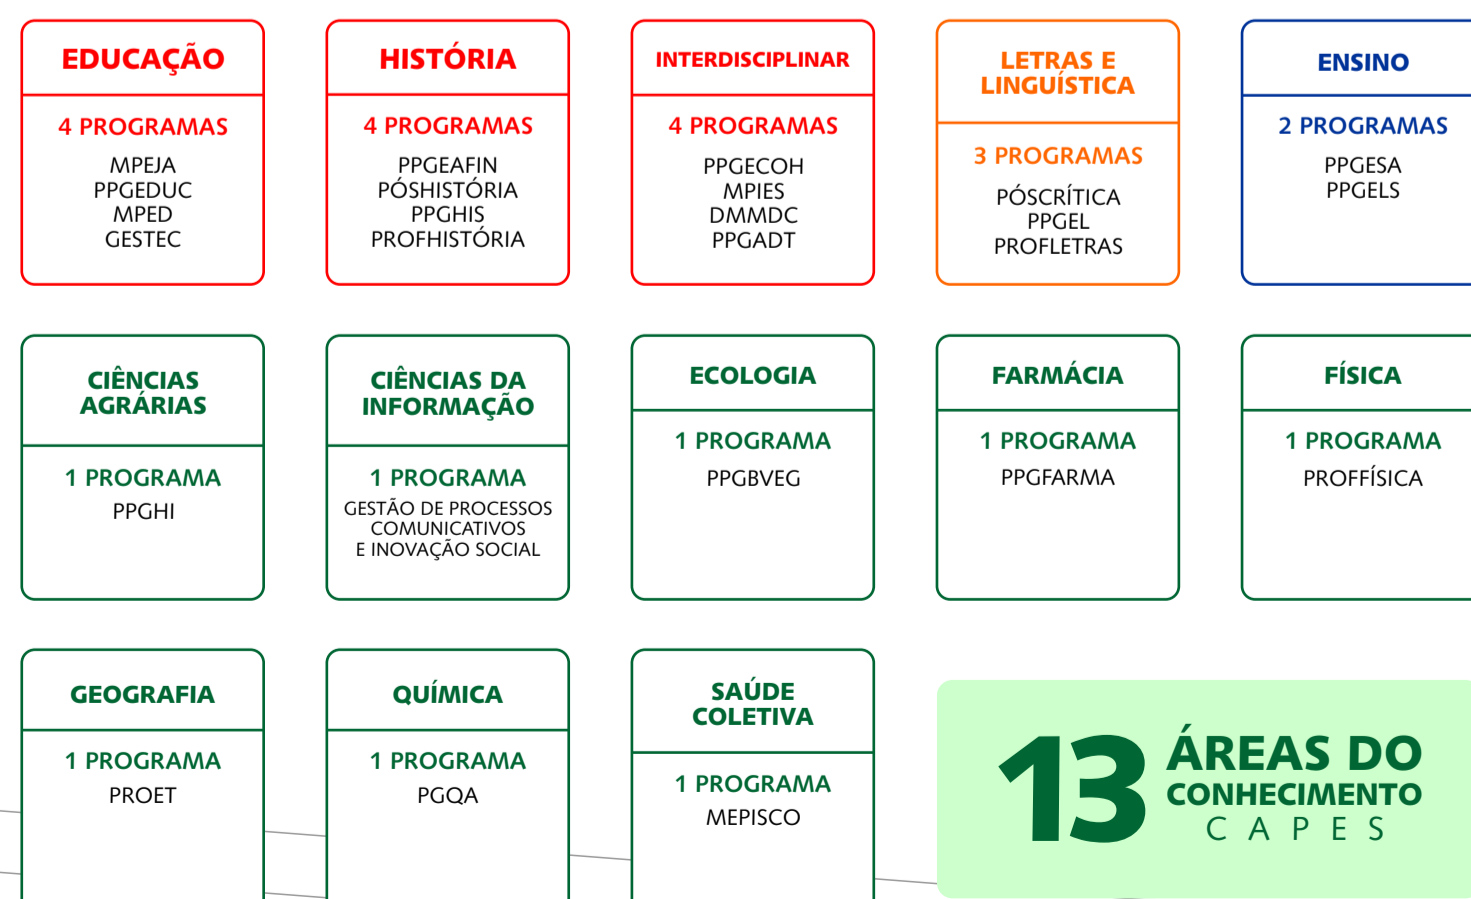 EDUCAÇÃO
4 PROGRAMAS
MPEJA
PPGEDUC
MPED
GESTEC
HISTÓRIA
4 PROGRAMAS
PPGEAFIN
PÓSHISTÓRIA
PPGHIS
PROFHISTÓRIA
INTERDISCIPLINAR
4 PROGRAMAS
PPGECOH
MPIES
DMMDC
PPGADT
LETRAS E
LINGUÍSTICA
3 PROGRAMAS
PÓSCRÍTICA
PPGEL
PROFLETRAS
ENSINO
2 PROGRAMAS
PPGESA
PPGELS
CIÊNCIAS
AGRÁRIAS
1 PROGRAMA
PPGHI
CIÊNCIAS DA
INFORMAÇÃO
1 PROGRAMA
GESTÃO DE PROCESSOS
COMUNICATIVOS
E INOVAÇÃO SOCIAL
ECOLOGIA
1 PROGRAMA
PPGBVEG
FARMÁCIA
1 PROGRAMA
PPGFARMA
FÍSICA
1 PROGRAMA
PROFFÍSICA
GEOGRAFIA
1 PROGRAMA
PROET
QUÍMICA
1 PROGRAMA
PGQA
SAÚDE
COLETIVA
1 PROGRAMA
MEPISCO
13 ÁREAS DO
CONHECIMENTO
CAPES